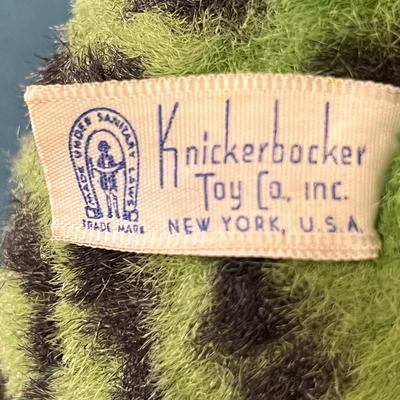 MADE UNDER SANITARY LAWS
TRADE MARK
Knickerbocker
Toy Co., inc.
NEW YORK, U.S.A.